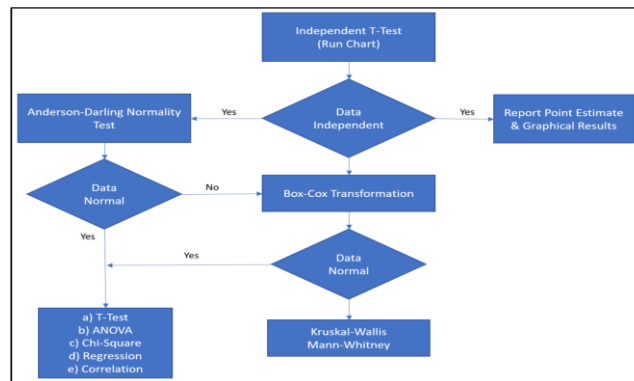 Independent T-Test
(Run Chart)
Anderson-Darling Normality
Test
Yes
Data
Independent
Yes
Report Point Estimate
& Graphical Results
Data
Normal
No
Box-Cox Transformation
Yes
Yes
Data
Normal
a) T-Test
b) ANOVA
c) Chi-Square
d) Regression
e) Correlation
Kruskal-Wallis
Mann-Whitney